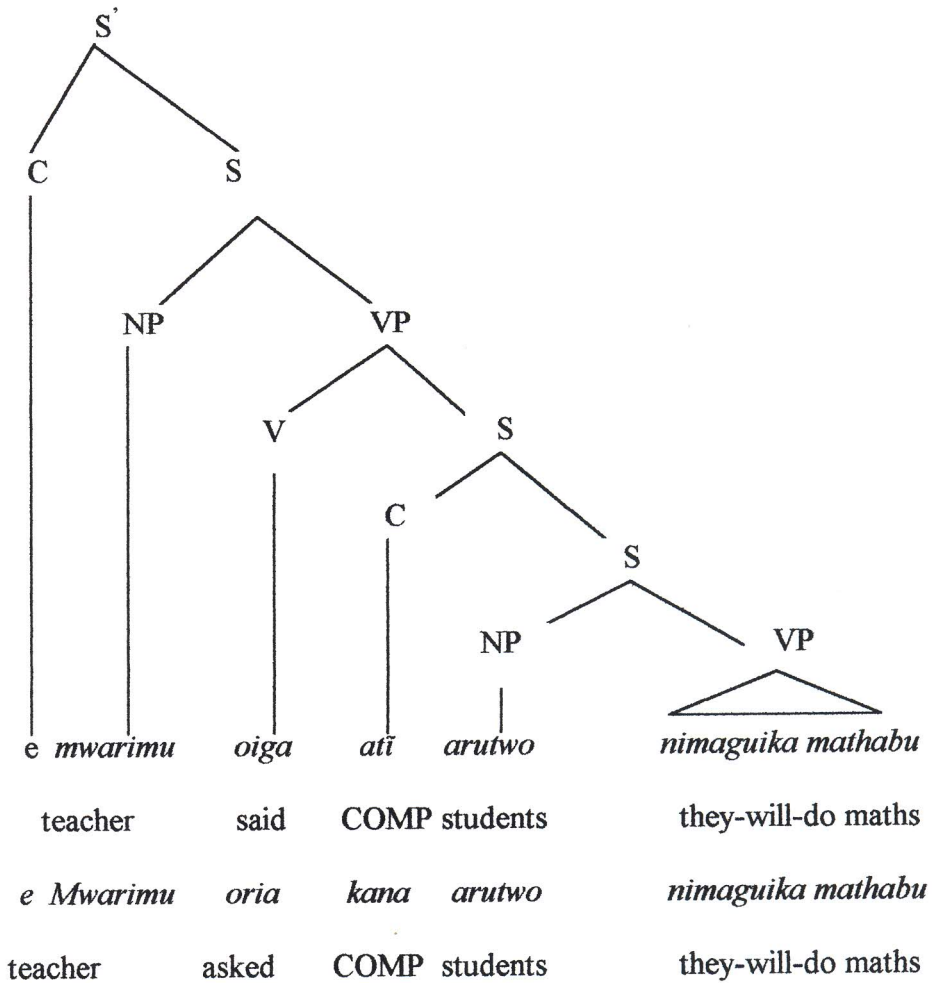 S’
C S
NP VP
V S
C S
NP VP
e mwarimu oiga atĩ arutwo nimaguika mathabu
teacher said COMP students they-will-do maths
e Mwarimu oria kana arutwo nimaguika mathabu
teacher asked COMP students they-will-do maths